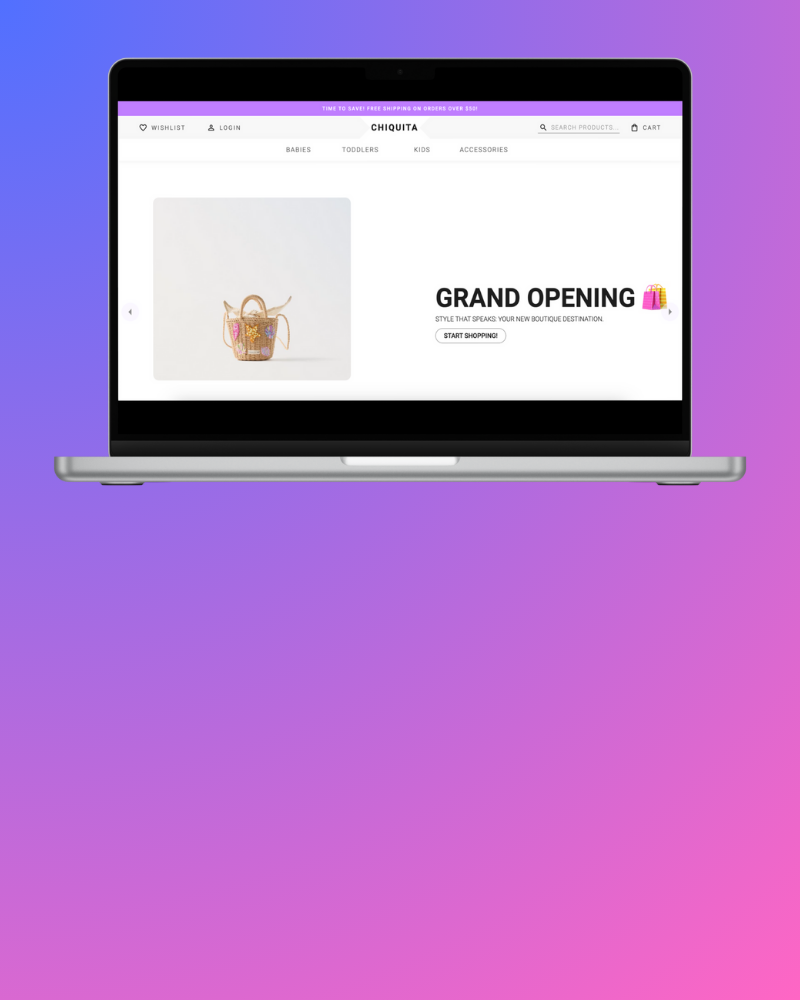 TIME TO SAVE! FREE SHIPPING ON ORDERS OVER $50!
WISHLIST LOGIN CHIQUITA SEARCH PRODUCTS... CART
BABIES TODDLERS KIDS ACCESSORIES
GRAND OPENING
STYLE THAT SPEAKS: YOUR NEW BOUTIQUE DESTINATION.
START SHOPPING!